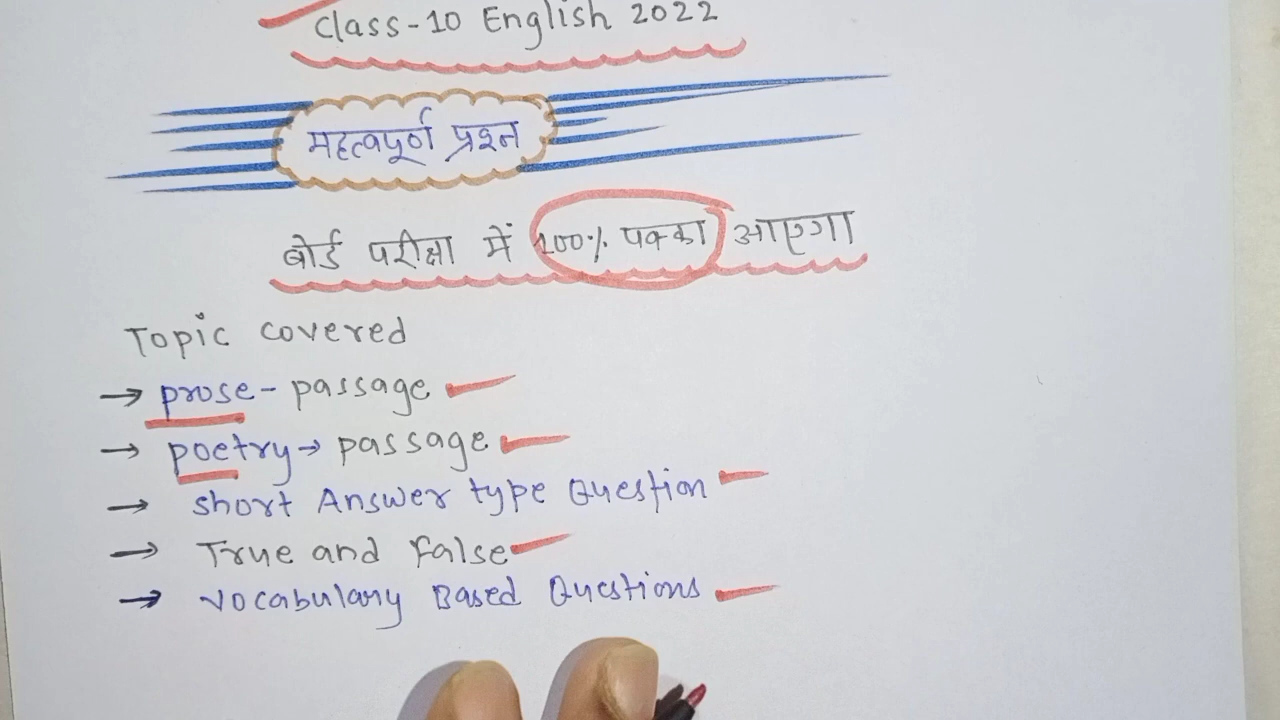 Class-10 English 2022
महत्वपूर्ण प्रश्न
बोर्ड परीक्षा में 100% पक्का आएगा
Topic covered
→ prose - passage
→ poetry → passage
→ short Answer type Question
→ True and False
→ Vocabulary Based Questions